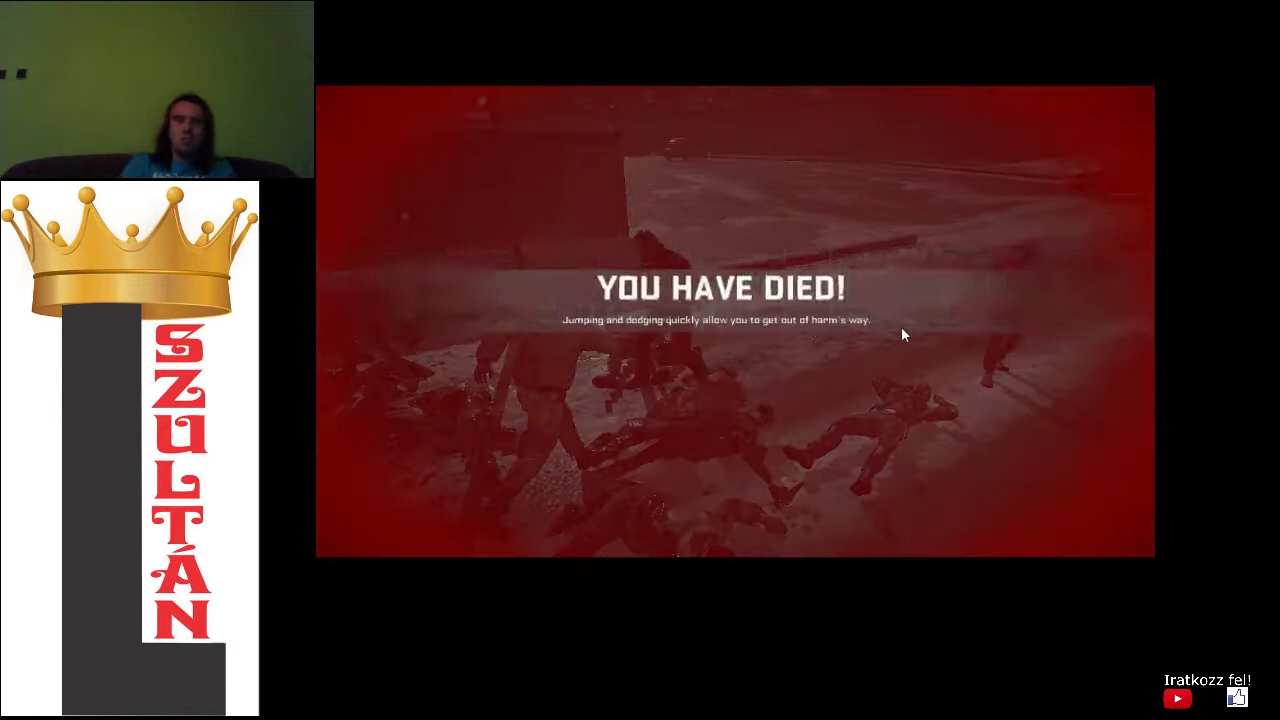 L
SZULTÁN
YOU HAVE DIED!
Jumping and dodging quickly allow you to get out of harm's way.
Iratkozz fel!